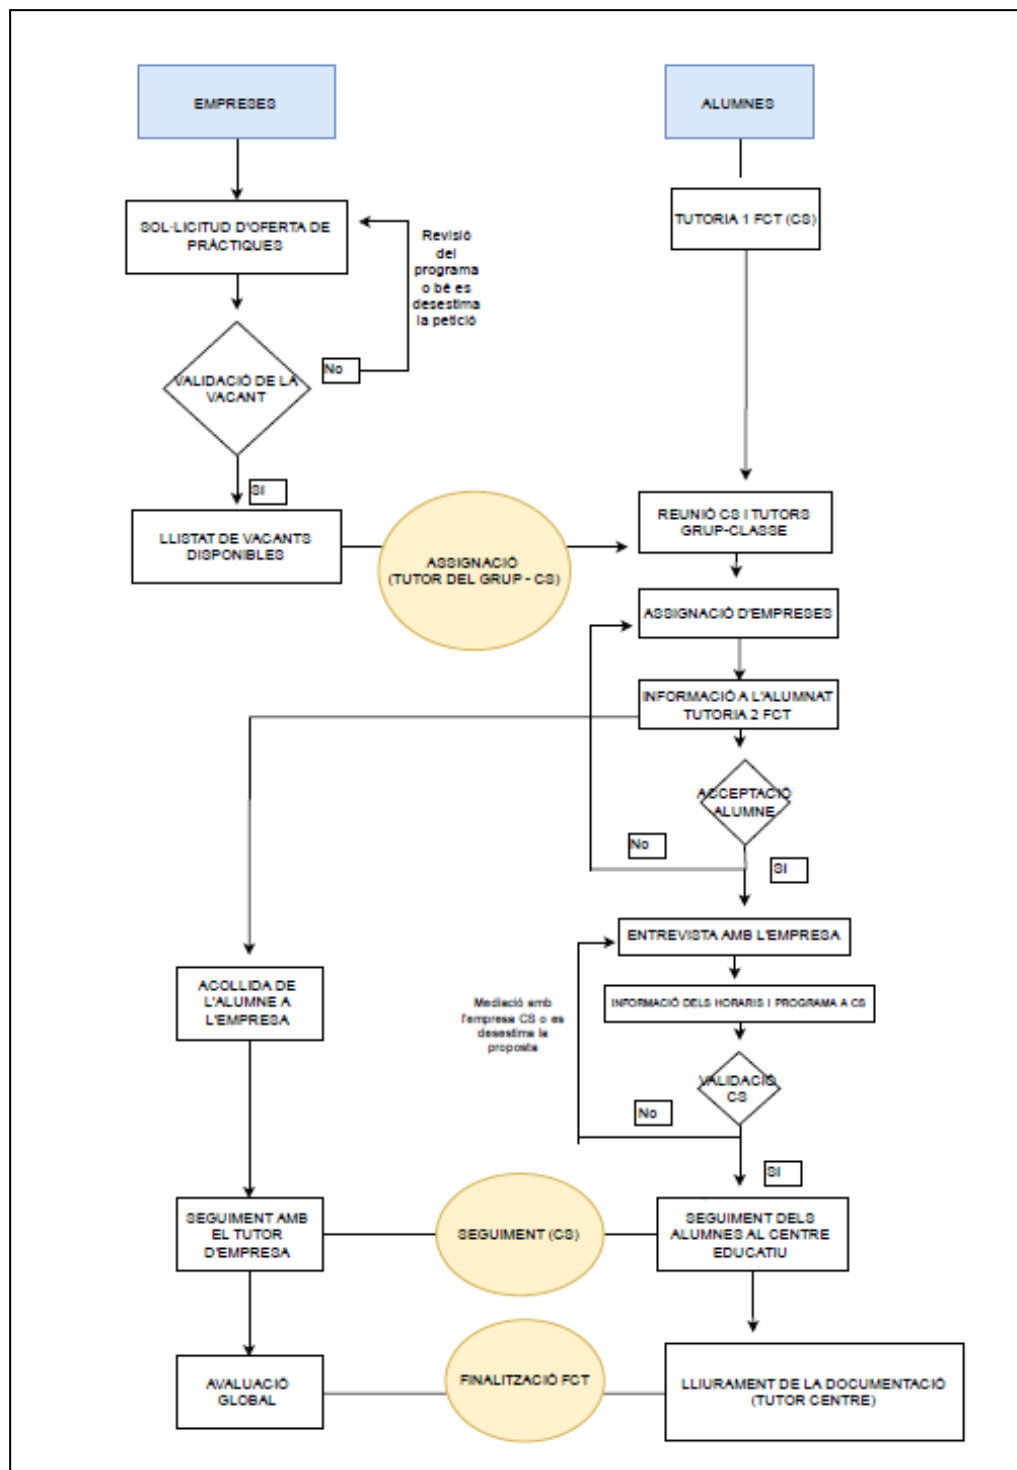 EMPRESES
ALUMNES
SOL·LICITUD D'OFERTA DE
PRÀCTIQUES
Revisió
del
programa
o bé es
desestima
la petició
TUTORIA 1 FCT (CS)
No
VALIDACIÓ DE LA
VACANT
Sí
LLISTAT DE VACANTS
DISPONIBLES
ASSIGNACIÓ
(TUTOR DEL GRUP - CS)
REUNIÓ CS I TUTORS
GRUP-CLASSE
ASSIGNACIÓ D'EMPRESES
INFORMACIÓ A L'ALUMNAT
TUTORIA 2 FCT
ACCEPTACIÓ
ALUMNE
No
Sí
ENTREVISTA AMB L'EMPRESA
ACOLLIDA DE
L'ALUMNE A
L'EMPRESA
Mediació amb
l'empresa CS o es
desestima la
proposta
INFORMACIÓ DELS HORARIS I PROGRAMA A CS
VALIDACIÓ
CS
No
Sí
SEGUIMENT AMB
EL TUTOR
D'EMPRESA
SEGUIMENT (CS)
SEGUIMENT DELS
ALUMNES AL CENTRE
EDUCATIU
AVALUACIÓ
GLOBAL
FINALITZACIÓ FCT
LLIURAMENT DE LA DOCUMENTACIÓ
(TUTOR CENTRE)